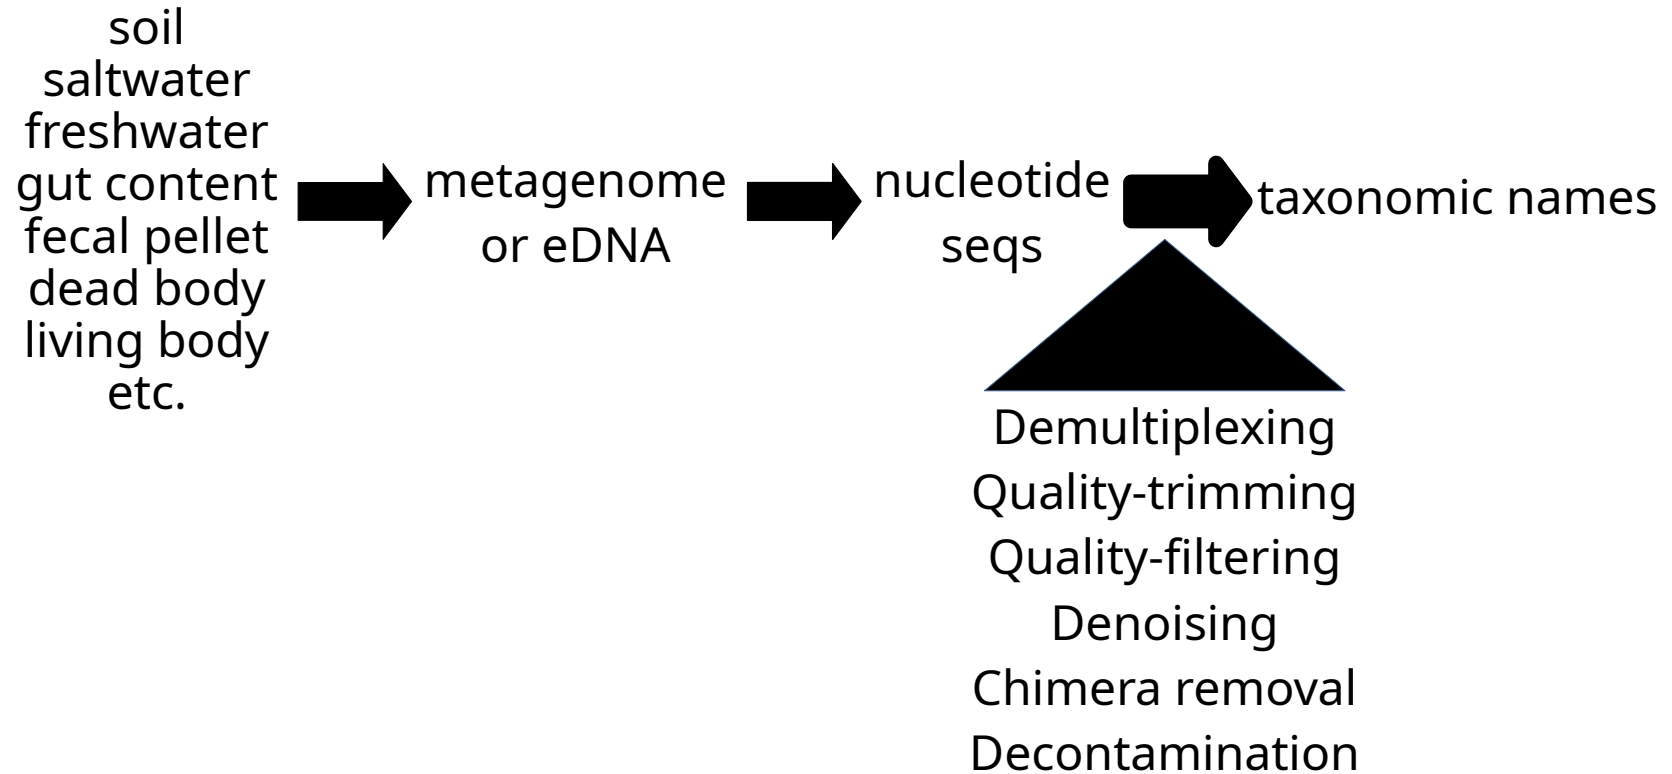 soil
saltwater
freshwater
gut content
fecal pellet
dead body
living body
etc.
metagenome
or eDNA
nucleotide
seqs
taxonomic names
Demultiplexing
Quality-trimming
Quality-filtering
Denoising
Chimera removal
Decontamination